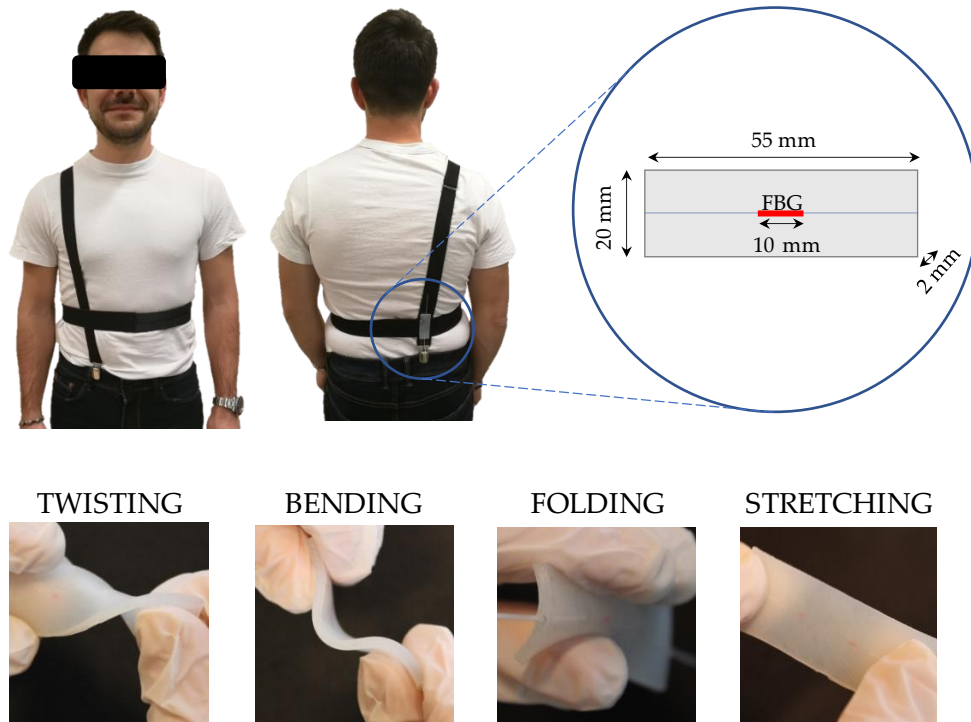 55 mm
20 mm
FBG
10 mm
2 mm
TWISTING
BENDING
FOLDING
STRETCHING